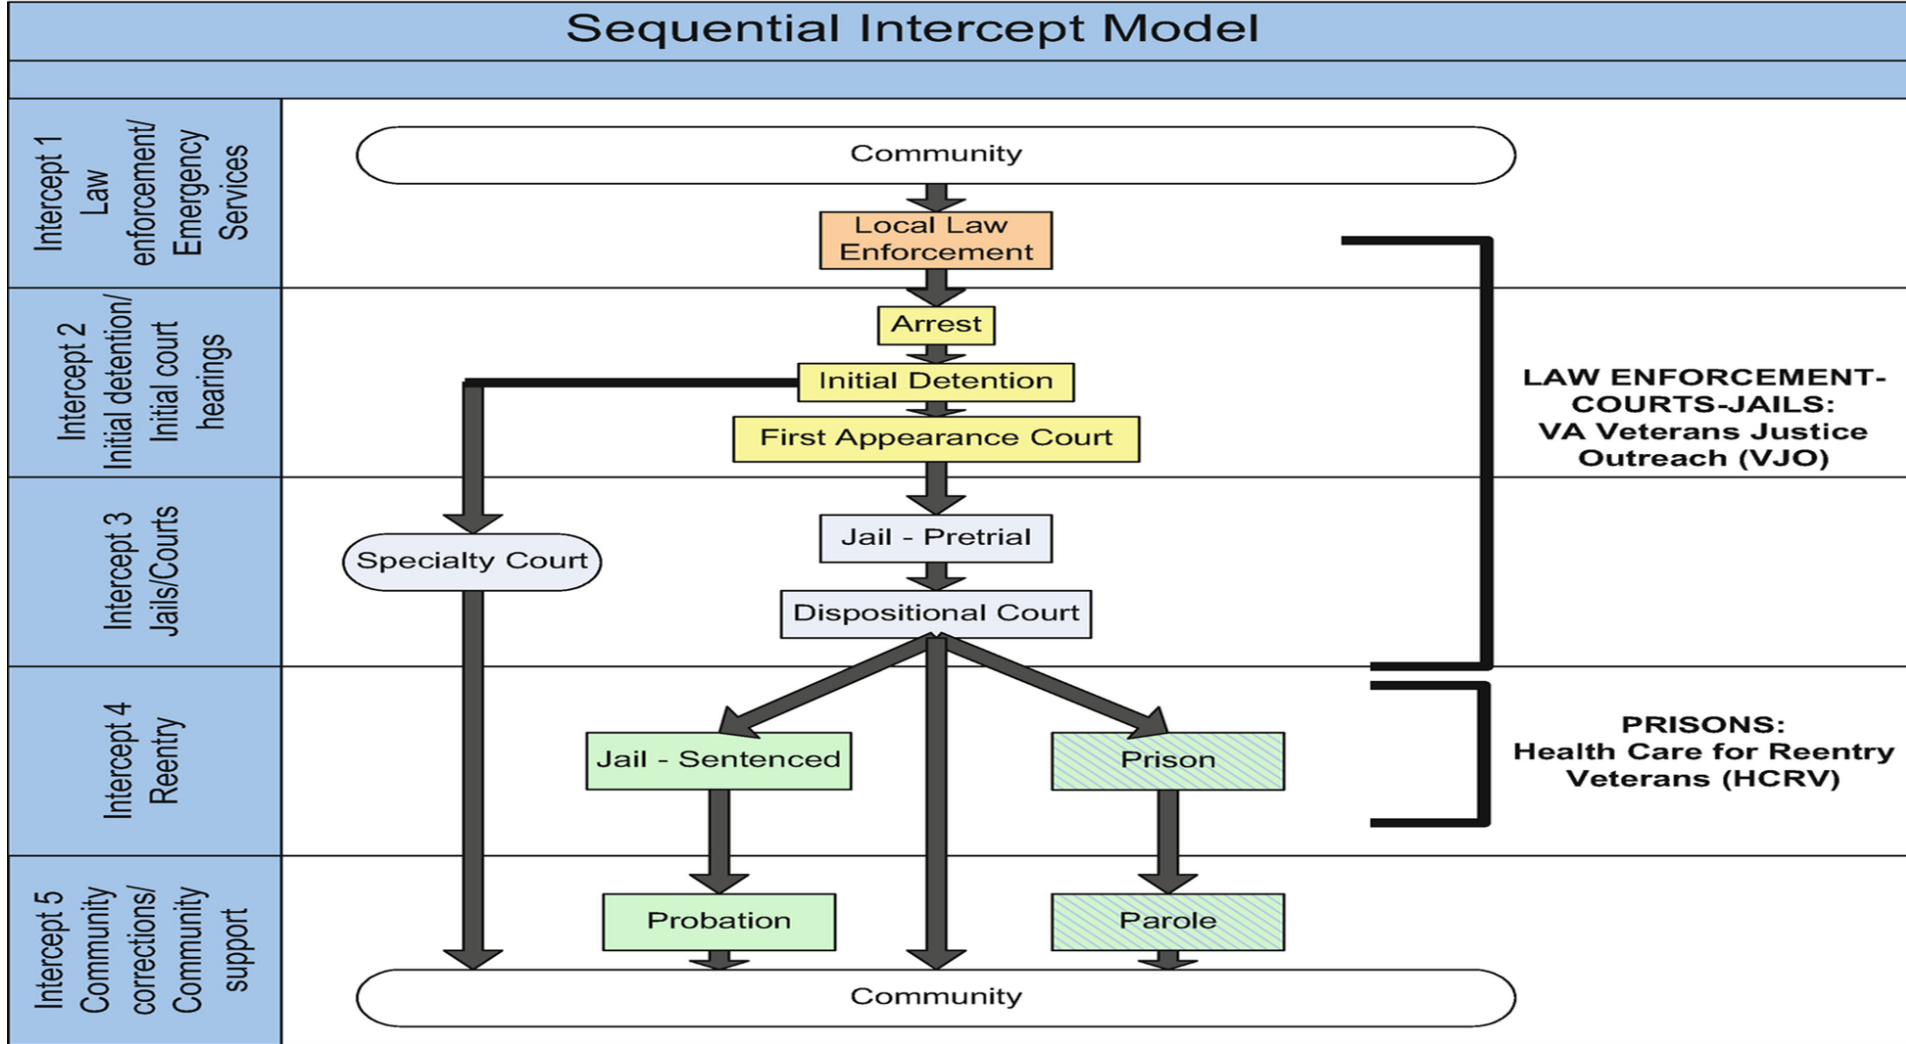 Sequential Intercept Model
Intercept 1
Law
enforcement/
Emergency
Services
Community
Local Law
Enforcement
Intercept 2
Initial detention/
Initial court
hearings
Arrest
Initial Detention
First Appearance Court
LAW ENFORCEMENT-
COURTS-JAILS:
VA Veterans Justice
Outreach (VJO)
Intercept 3
Jails/Courts
Specialty Court
Jail - Pretrial
Dispositional Court
Intercept 4
Reentry
Jail - Sentenced
Prison
PRISONS:
Health Care for Reentry
Veterans (HCRV)
Intercept 5
Community
corrections/
Community
support
Probation
Parole
Community